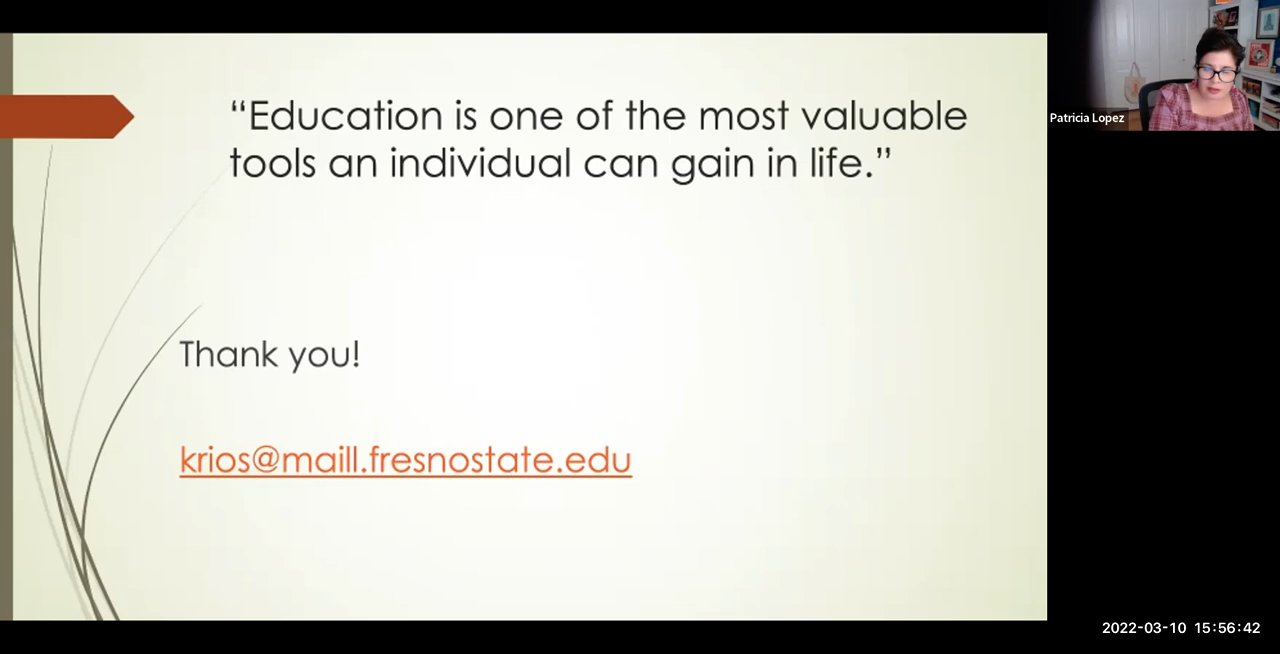 “Education is one of the most valuable
tools an individual can gain in life.”
Patricia Lopez
Thank you!
krios@maill.fresnostate.edu
2022-03-10 15:56:42